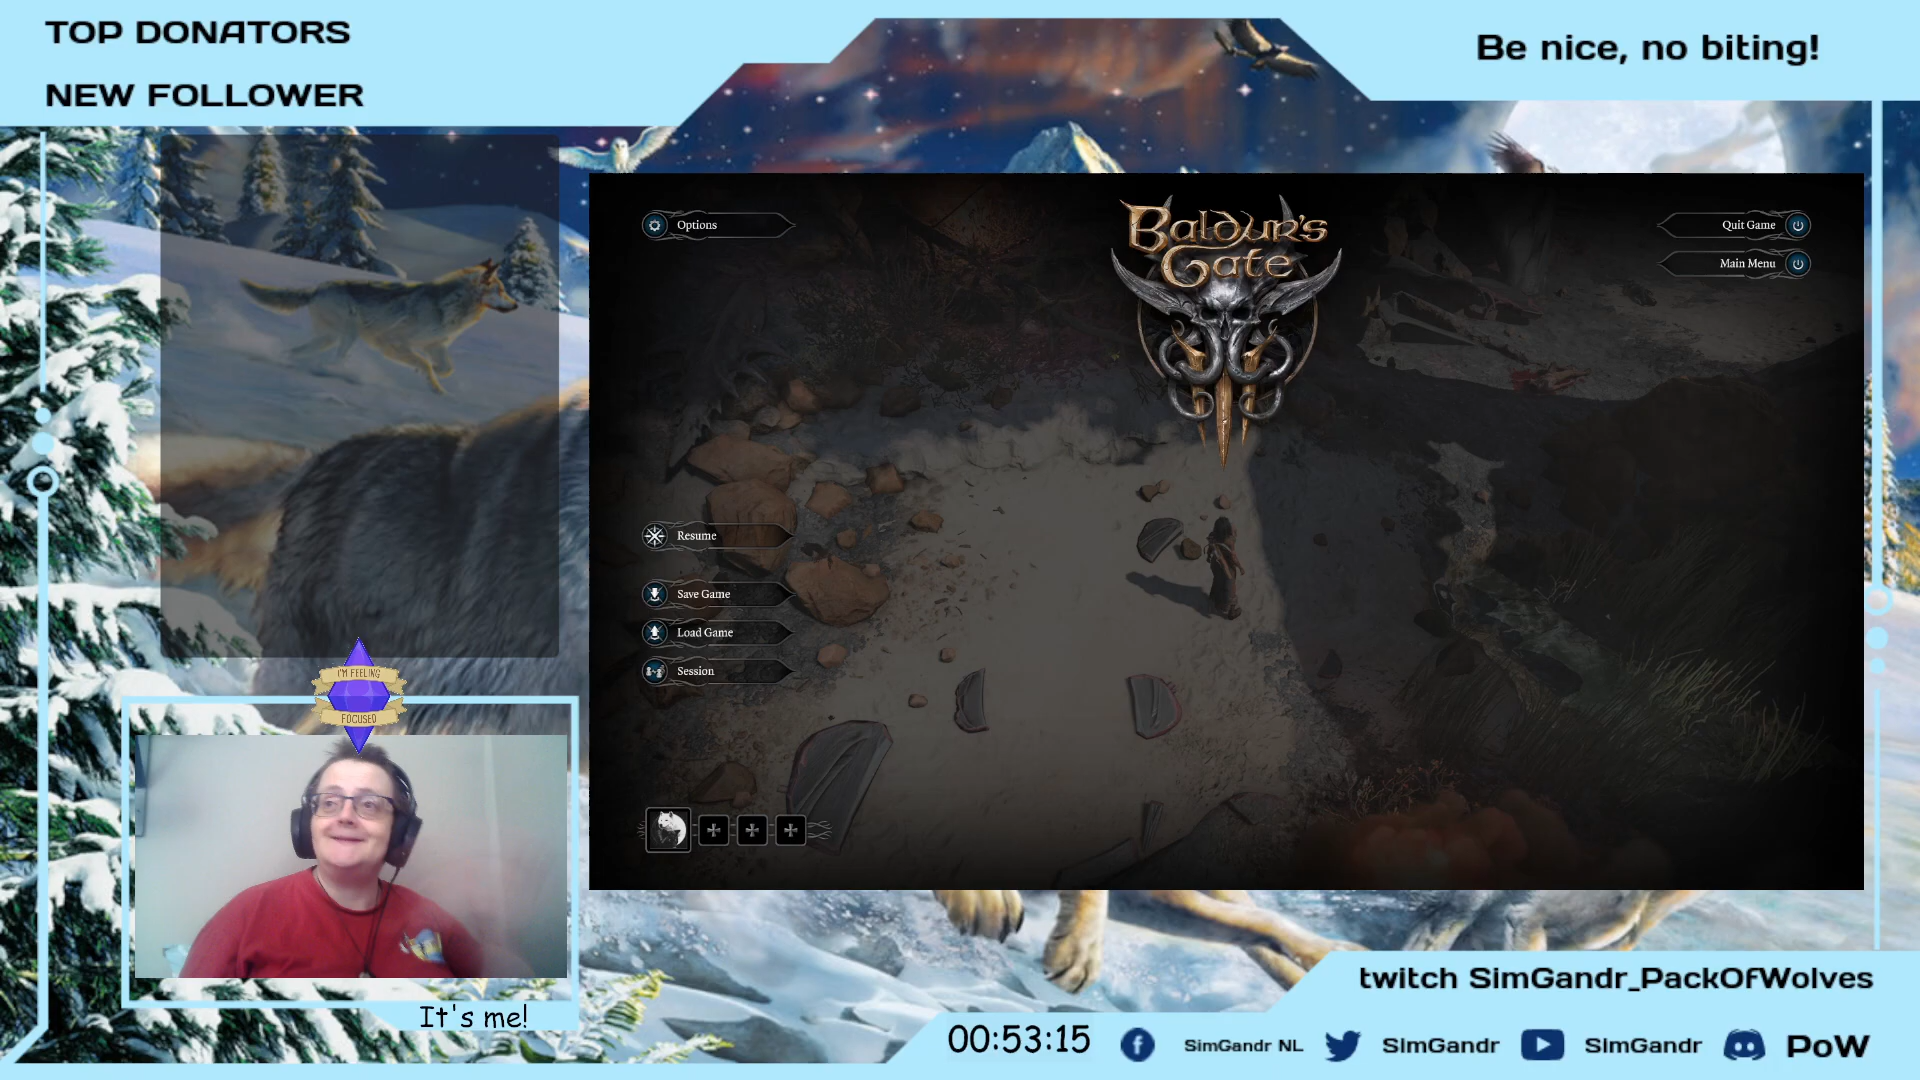 TOP DONATORS
NEW FOLLOWER
Be nice, no biting!
Options
Baldur's
Gate
Quit Game
Main Menu
Resume
Save Game
Load Game
Session
I'M FEELING
FOCUSED
It's me!
twitch SimGandr_PackOfWolves
00:53:15
SimGandr NL
SimGandr
SimGandr
PoW